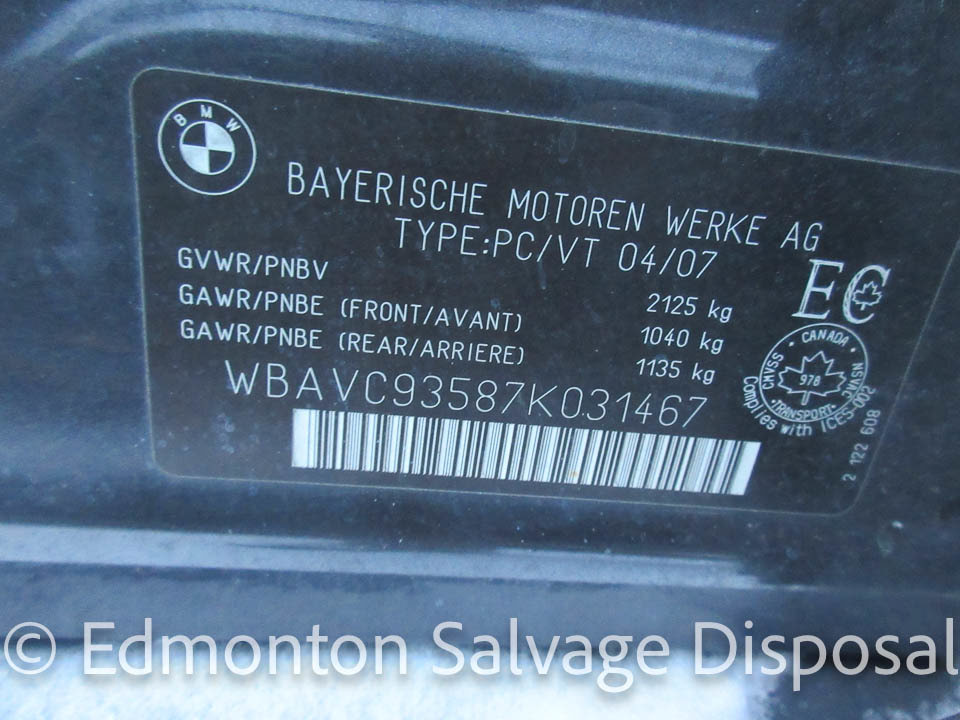 BMW
BAYERISCHE MOTOREN WERKE AG
TYPE:PC/VT 04/07
GVWR/PNBV 2125 kg
GAWR/PNBE (FRONT/AVANT) 1040 kg
GAWR/PNBE (REAR/ARRIERE) 1135 kg
WBAVC93587K031467
EC
CANADA
CMVSS NSVAC
978
TRANSPORT
Complies with ICES-002
2 122 608
© Edmonton Salvage Disposal